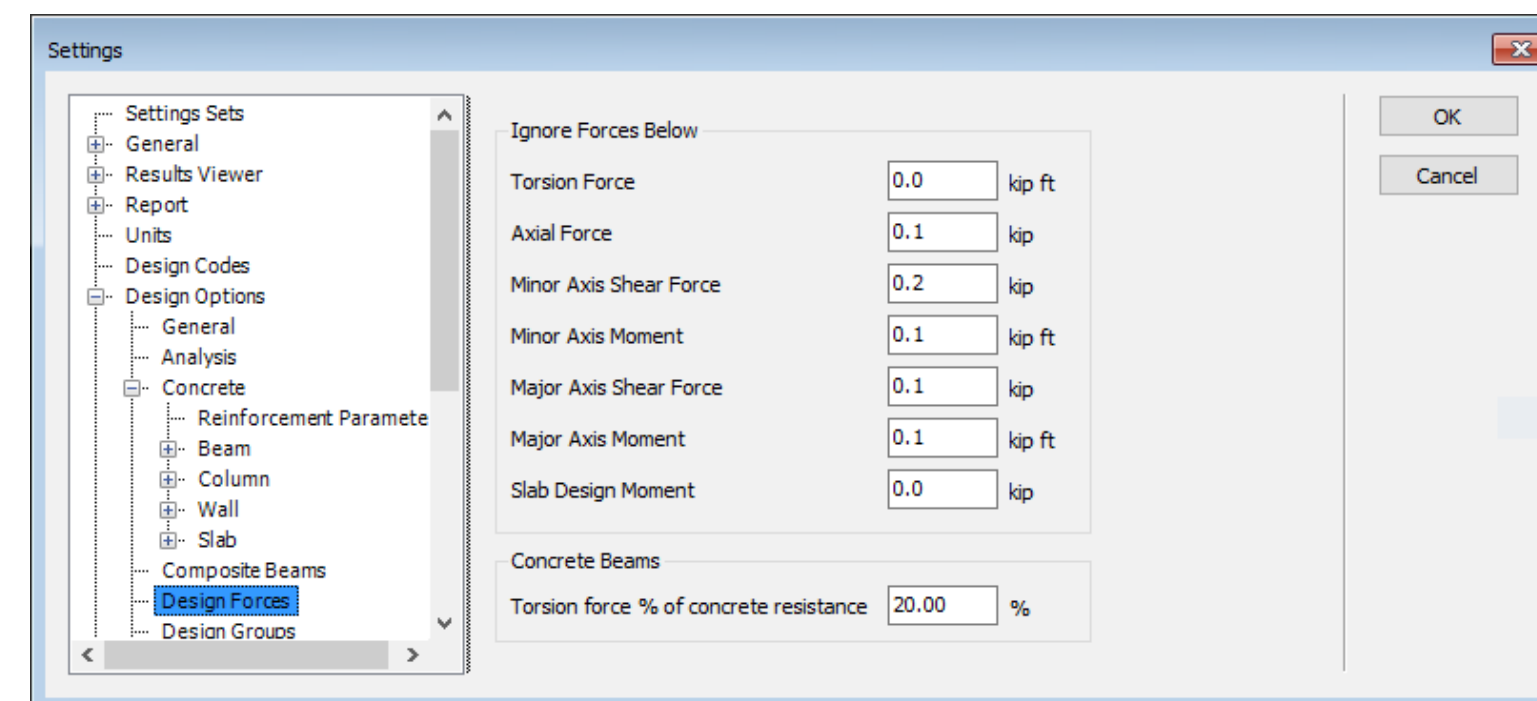 Settings
Settings Sets
General
Results Viewer
Report
Units
Design Codes
Design Options
General
Analysis
Concrete
Reinforcement Paramete
Beam
Column
Wall
Slab
Composite Beams
Design Forces
Design Groups
Ignore Forces Below
Torsion Force 0.0 kip ft
Axial Force 0.1 kip
Minor Axis Shear Force 0.2 kip
Minor Axis Moment 0.1 kip ft
Major Axis Shear Force 0.1 kip
Major Axis Moment 0.1 kip ft
Slab Design Moment 0.0 kip
Concrete Beams
Torsion force % of concrete resistance 20.00 %
OK
Cancel